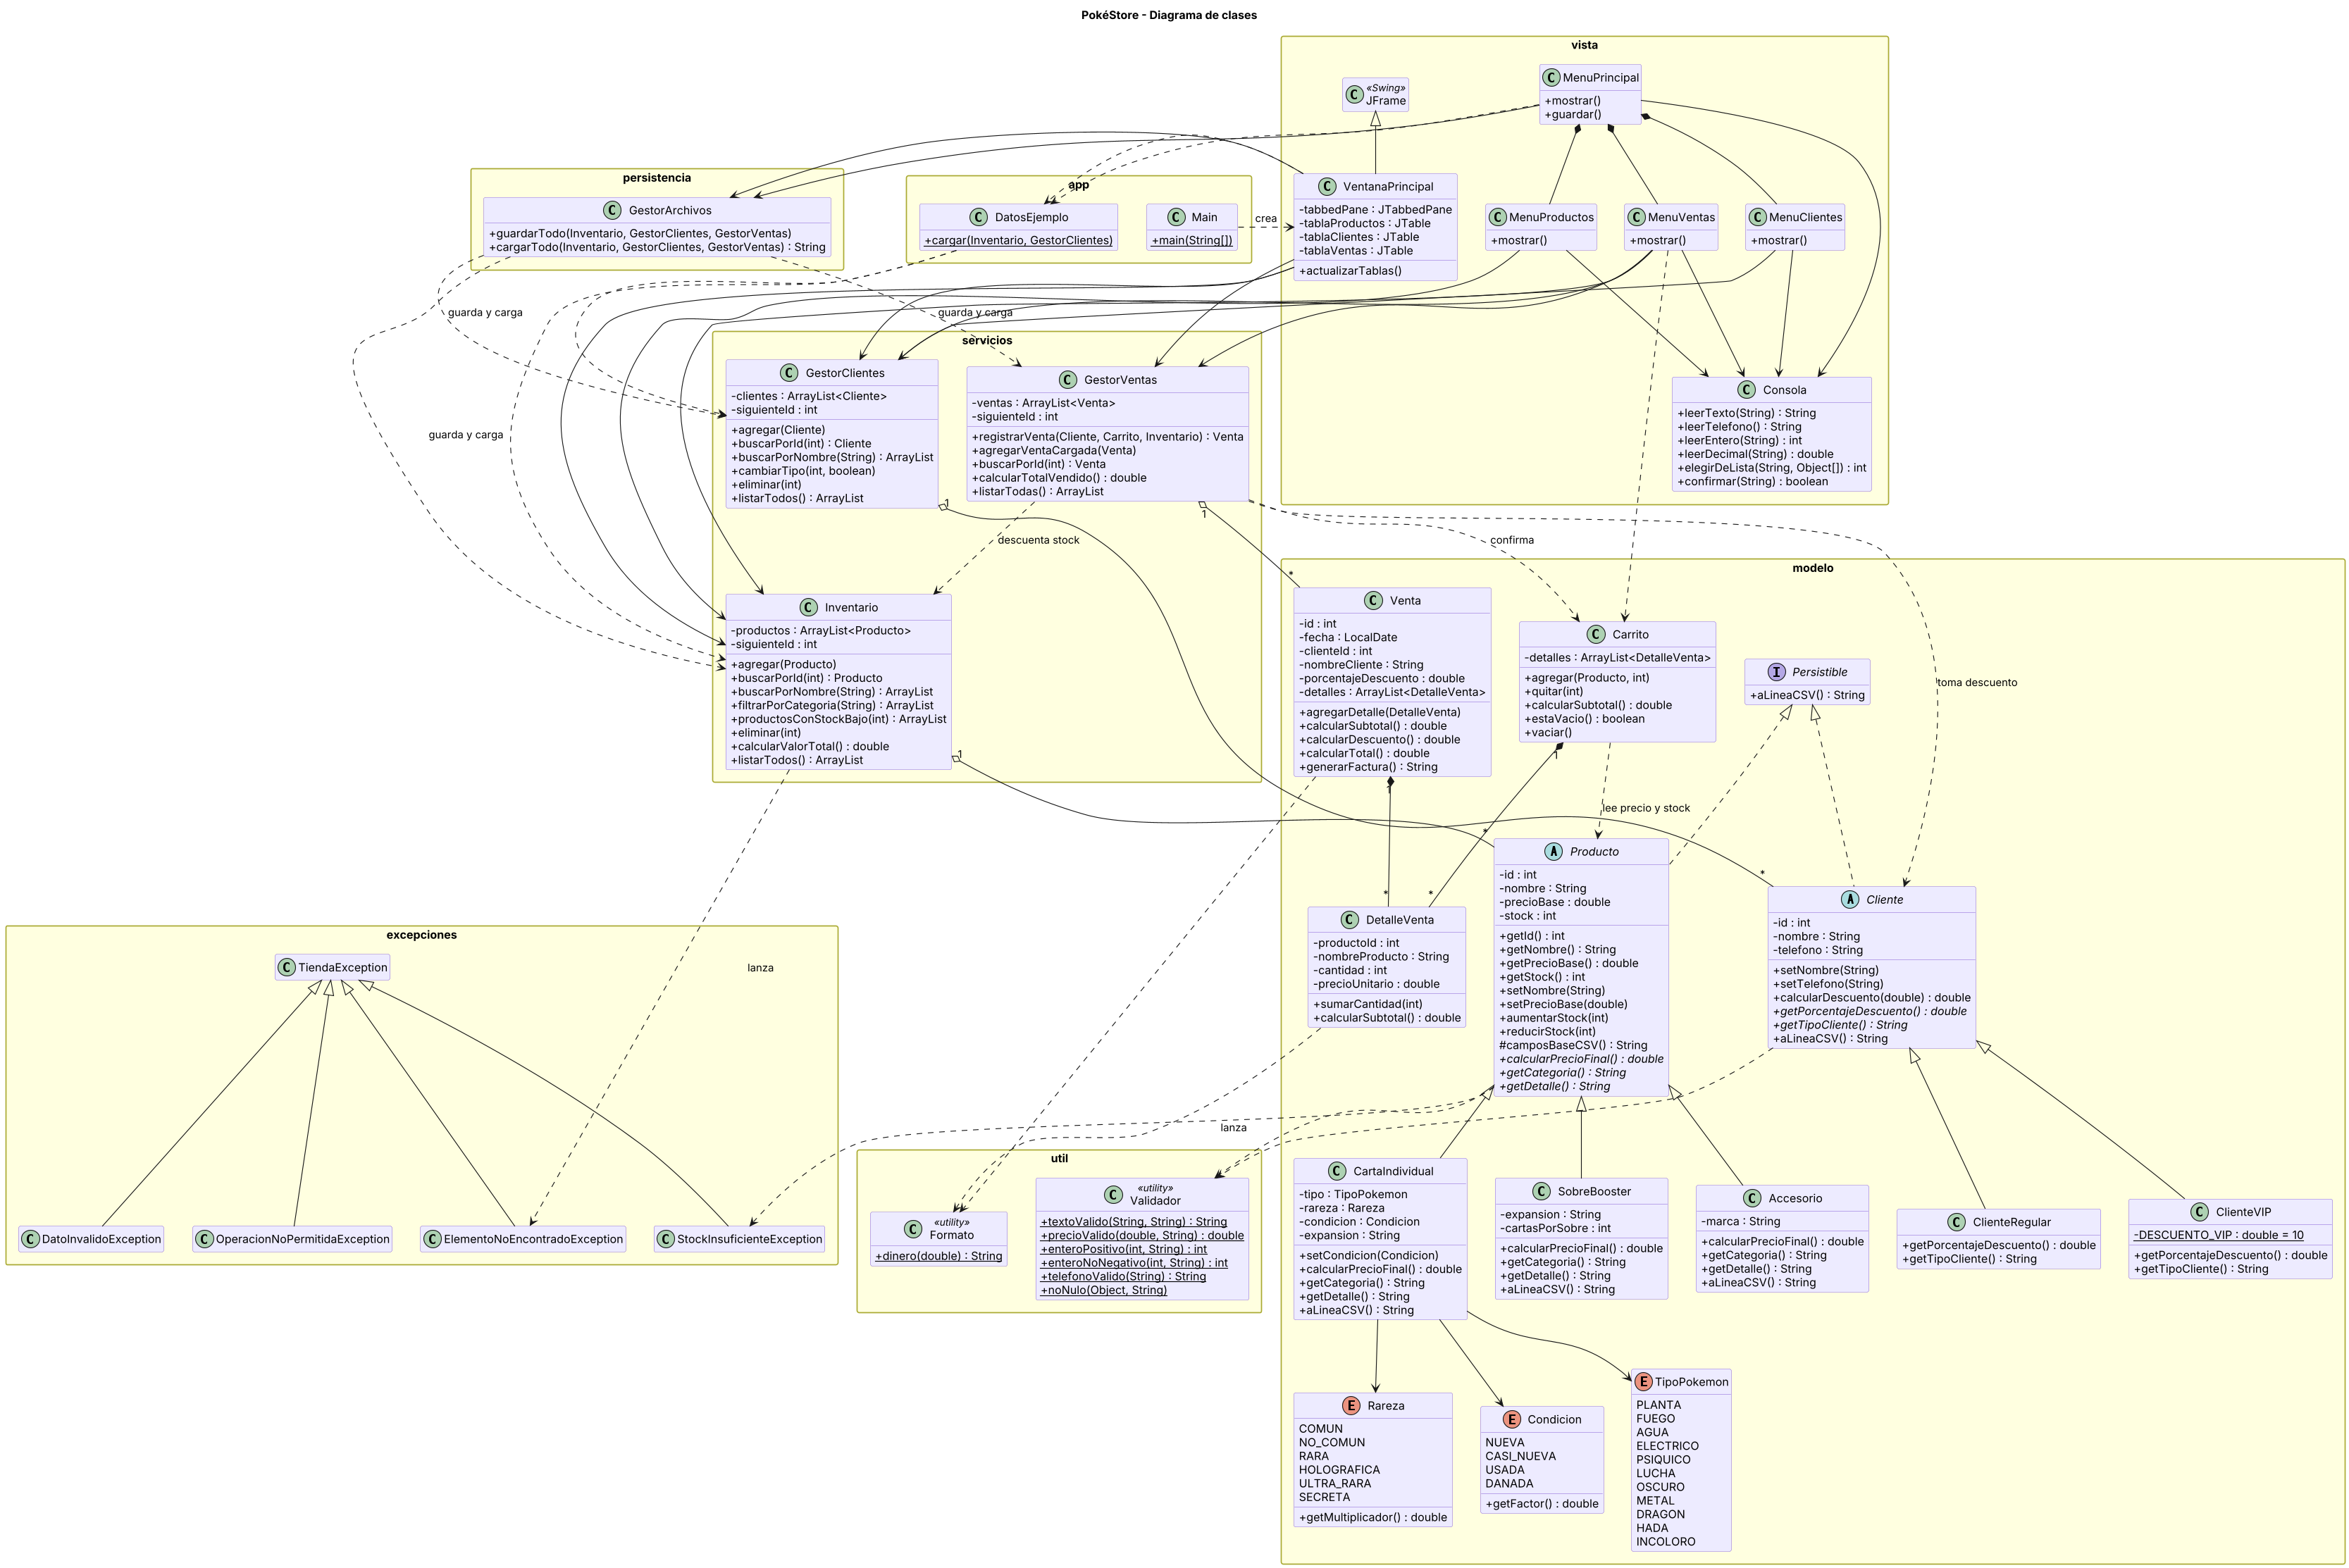 PokéStore - Diagrama de clases
vista
C MenuPrincipal
+mostrar()
+guardar()
«Swing»
C JFrame
C VentanaPrincipal
-tabbedPane : JTabbedPane
-tablaProductos : JTable
-tablaClientes : JTable
-tablaVentas : JTable
+actualizarTablas()
C MenuProductos
+mostrar()
C MenuVentas
+mostrar()
C MenuClientes
+mostrar()
C Consola
+leerTexto(String) : String
+leerTelefono() : String
+leerEntero(String) : int
+leerDecimal(String) : double
+elegirDeLista(String, Object[]) : int
+confirmar(String) : boolean
persistencia
C GestorArchivos
+guardarTodo(Inventario, GestorClientes, GestorVentas)
+cargarTodo(Inventario, GestorClientes, GestorVentas) : String
app
C DatosEjemplo
+cargar(Inventario, GestorClientes)
C Main
+main(String[])
crea
guarda y carga
guarda y carga
guarda y carga
servicios
C GestorClientes
-clientes : ArrayList<Cliente>
-siguienteId : int
+agregar(Cliente)
+buscarPorId(int) : Cliente
+buscarPorNombre(String) : ArrayList
+cambiarTipo(int, boolean)
+eliminar(int)
+listarTodos() : ArrayList
1
C GestorVentas
-ventas : ArrayList<Venta>
-siguienteId : int
+registrarVenta(Cliente, Carrito, Inventario) : Venta
+agregarVentaCargada(Venta)
+buscarPorId(int) : Venta
+calcularTotalVendido() : double
+listarTodas() : ArrayList
1
descuenta stock
confirma
toma descuento
C Inventario
-productos : ArrayList<Producto>
-siguienteId : int
+agregar(Producto)
+buscarPorId(int) : Producto
+buscarPorNombre(String) : ArrayList
+filtrarPorCategoria(String) : ArrayList
+productosConStockBajo(int) : ArrayList
+eliminar(int)
+calcularValorTotal() : double
+listarTodos() : ArrayList
1
modelo
*
C Venta
-id : int
-fecha : LocalDate
-clienteId : int
-nombreCliente : String
-porcentajeDescuento : double
-detalles : ArrayList<DetalleVenta>
+agregarDetalle(DetalleVenta)
+calcularSubtotal() : double
+calcularDescuento() : double
+calcularTotal() : double
+generarFactura() : String
1
C Carrito
-detalles : ArrayList<DetalleVenta>
+agregar(Producto, int)
+quitar(int)
+calcularSubtotal() : double
+estaVacio() : boolean
+vaciar()
1
I Persistible
+aLineaCSV() : String
lee precio y stock
*
*
*
*
A Producto
-id : int
-nombre : String
-precioBase : double
-stock : int
+getId() : int
+getNombre() : String
+getPrecioBase() : double
+getStock() : int
+setNombre(String)
+setPrecioBase(double)
+aumentarStock(int)
+reducirStock(int)
#camposBaseCSV() : String
+calcularPrecioFinal() : double
+getCategoria() : String
+getDetalle() : String
A Cliente
-id : int
-nombre : String
-telefono : String
+setNombre(String)
+setTelefono(String)
+calcularDescuento(double) : double
+getPorcentajeDescuento() : double
+getTipoCliente() : String
+aLineaCSV() : String
C DetalleVenta
-productoId : int
-nombreProducto : String
-cantidad : int
-precioUnitario : double
+sumarCantidad(int)
+calcularSubtotal() : double
excepciones
C TiendaException
lanza
lanza
C DatoInvalidoException
C OperacionNoPermitidaException
C ElementoNoEncontradoException
C StockInsuficienteException
util
«utility»
C Formato
+dinero(double) : String
«utility»
C Validador
+textoValido(String, String) : String
+precioValido(double, String) : double
+enteroPositivo(int, String) : int
+enteroNoNegativo(int, String) : int
+telefonoValido(String) : String
+noNulo(Object, String)
C CartaIndividual
-tipo : TipoPokemon
-rareza : Rareza
-condicion : Condicion
-expansion : String
+setCondicion(Condicion)
+calcularPrecioFinal() : double
+getCategoria() : String
+getDetalle() : String
+aLineaCSV() : String
C SobreBooster
-expansion : String
-cartasPorSobre : int
+calcularPrecioFinal() : double
+getCategoria() : String
+getDetalle() : String
+aLineaCSV() : String
C Accesorio
-marca : String
+calcularPrecioFinal() : double
+getCategoria() : String
+getDetalle() : String
+aLineaCSV() : String
C ClienteRegular
+getPorcentajeDescuento() : double
+getTipoCliente() : String
C ClienteVIP
-DESCUENTO_VIP : double = 10
+getPorcentajeDescuento() : double
+getTipoCliente() : String
E Rareza
COMUN
NO_COMUN
RARA
HOLOGRAFICA
ULTRA_RARA
SECRETA
+getMultiplicador() : double
E Condicion
NUEVA
CASI_NUEVA
USADA
DANADA
+getFactor() : double
E TipoPokemon
PLANTA
FUEGO
AGUA
ELECTRICO
PSIQUICO
LUCHA
OSCURO
METAL
DRAGON
HADA
INCOLORO